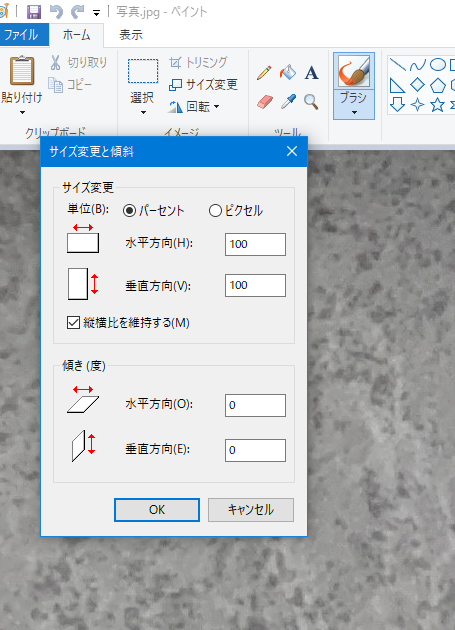 写真.jpg - ペイント
ファイル
ホーム
表示
貼り付け
切り取り
コピー
クリップボード
選択
トリミング
サイズ変更
回転
イメージ
A
ツール
ブラシ
サイズ変更と傾斜
サイズ変更
単位(B):
パーセント
ピクセル
水平方向(H):
100
垂直方向(V):
100
縦横比を維持する(M)
傾き (度)
水平方向(O):
0
垂直方向(E):
0
OK
キャンセル